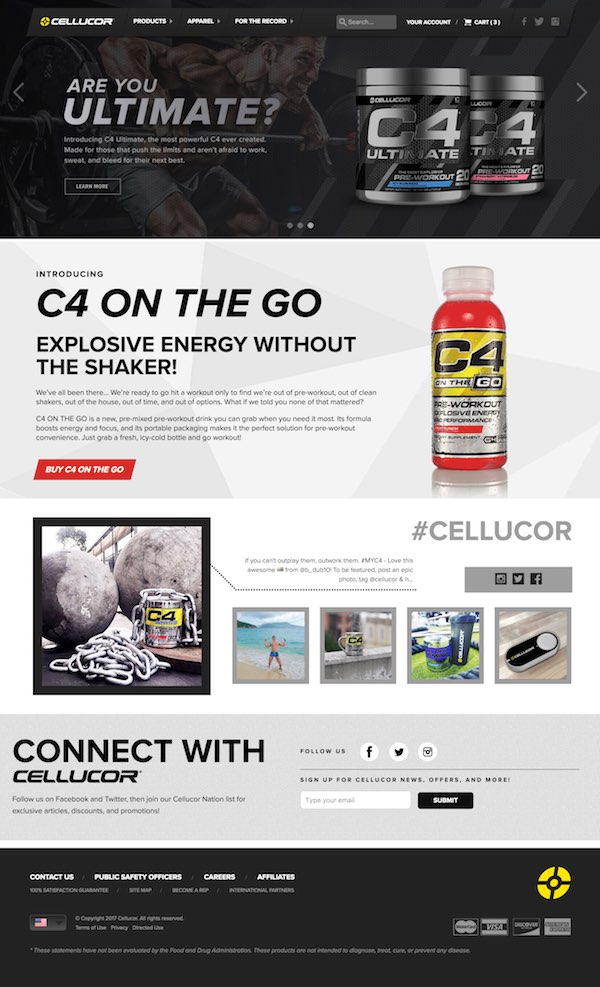 CELLUCOR
PRODUCTS
APPAREL
FOR THE RECORD
Search...
YOUR ACCOUNT
/
CART ( 3 )
ARE YOU
ULTIMATE?
Introducing C4 Ultimate, the most powerful C4 ever created.
Made for those that push the limits and aren't afraid to work,
sweat, and bleed for their next best.
LEARN MORE
CELLUCOR
C4
ULTIMATE
PRE-WORKOUT
20
C4
ULTIMATE
PRE-WORKOUT
20
INTRODUCING
C4 ON THE GO
EXPLOSIVE ENERGY WITHOUT
THE SHAKER!
We've all been there... We're ready to go hit a workout only to find we're out of pre-workout, out of clean
shakers, out of the house, out of time, and out of options. What if we told you none of that mattered?
C4 ON THE GO is a new, pre-mixed pre-workout drink you can grab when you need it most. Its formula
boosts energy and focus, and its portable packaging makes it the perfect solution for pre-workout
convenience. Just grab a fresh, icy-cold bottle and go workout!
BUY C4 ON THE GO
C4
ON THE GO
PRE-WORKOUT
EXPLOSIVE ENERGY
AND PERFORMANCE
#CELLUCOR
If you can't outplay them, outwork them. #MYC4 - Love this
awesome 🇺🇸 from @b_dub10! To be featured, post an epic
photo, tag @cellucor & h...
C4
C4
CELLUCOR
CELLUCOR
CONNECT WITH
CELLUCOR
Follow us on Facebook and Twitter, then join our Cellucor Nation list for
exclusive articles, discounts, and promotions!
FOLLOW US
SIGN UP FOR CELLUCOR NEWS, OFFERS, AND MORE!
Type your email
SUBMIT
CONTACT US / PUBLIC SAFETY OFFICERS / CAREERS / AFFILIATES
100% SATISFACTION GUARANTEE / SITE MAP / BECOME A REP / INTERNATIONAL PARTNERS
© Copyright 2017 Cellucor. All rights reserved.
Terms of Use Privacy Directed Use
MasterCard
VISA
DISCOVER
AMERICAN EXPRESS
* These statements have not been evaluated by the Food and Drug Administration. These products are not intended to diagnose, treat, cure, or prevent any disease.